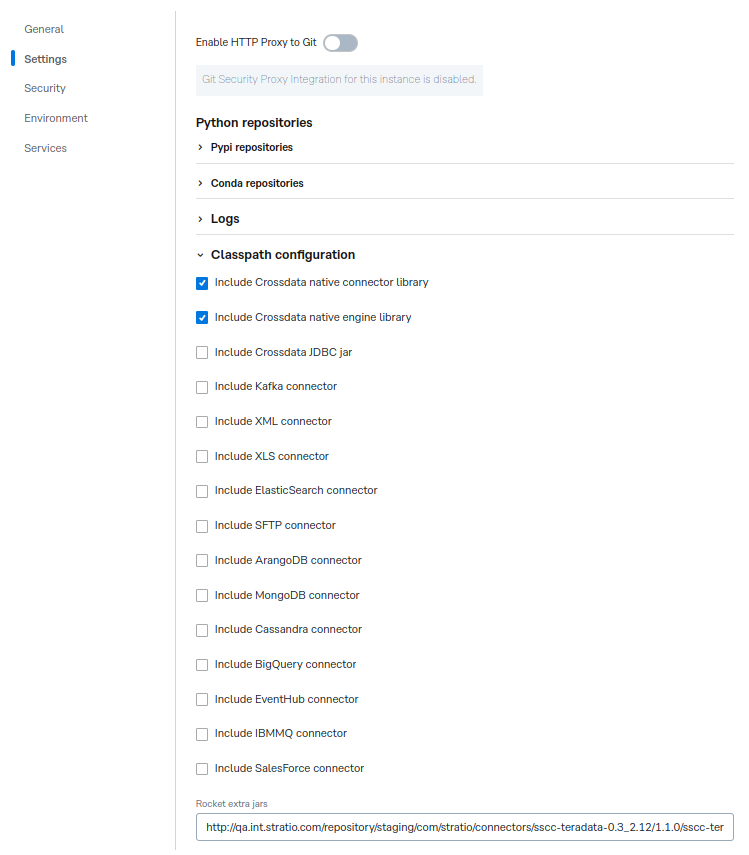 General
Settings
Security
Environment
Services
Enable HTTP Proxy to Git
Git Security Proxy Integration for this instance is disabled.
Python repositories
Pypi repositories
Conda repositories
Logs
Classpath configuration
Include Crossdata native connector library
Include Crossdata native engine library
Include Crossdata JDBC jar
Include Kafka connector
Include XML connector
Include XLS connector
Include ElasticSearch connector
Include SFTP connector
Include ArangoDB connector
Include MongoDB connector
Include Cassandra connector
Include BigQuery connector
Include EventHub connector
Include IBMMQ connector
Include SalesForce connector
Rocket extra jars
http://qa.int.stratio.com/repository/staging/com/stratio/connectors/sscc-teradata-0.3_2.12/1.1.0/sscc-ter